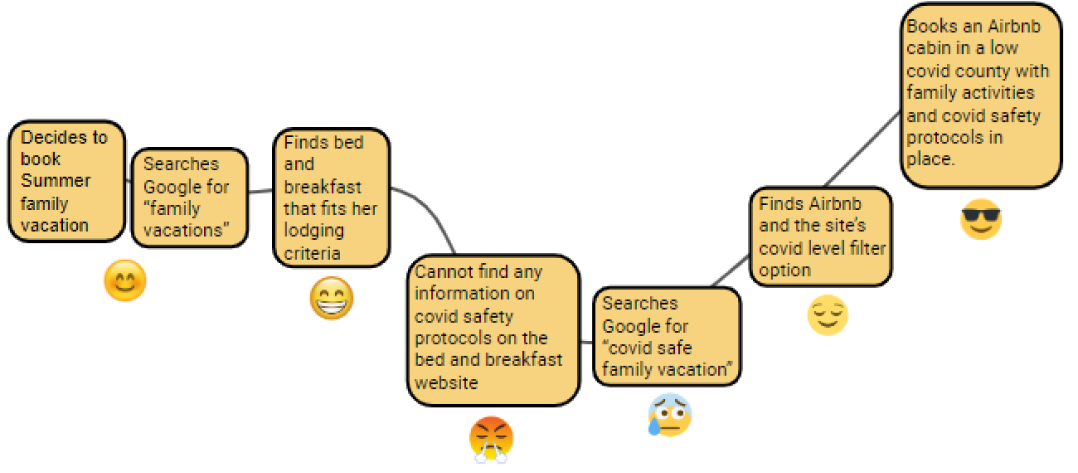 Decides to
book
Summer
family
vacation
Searches
Google for
“family
vacations”
Finds bed
and
breakfast
that fits her
lodging
criteria
Cannot find any
information on
covid safety
protocols on the
bed and breakfast
website
Searches
Google for
“covid safe
family vacation”
Finds Airbnb
and the site’s
covid level filter
option
Books an Airbnb
cabin in a low
covid county with
family activities
and covid safety
protocols in
place.